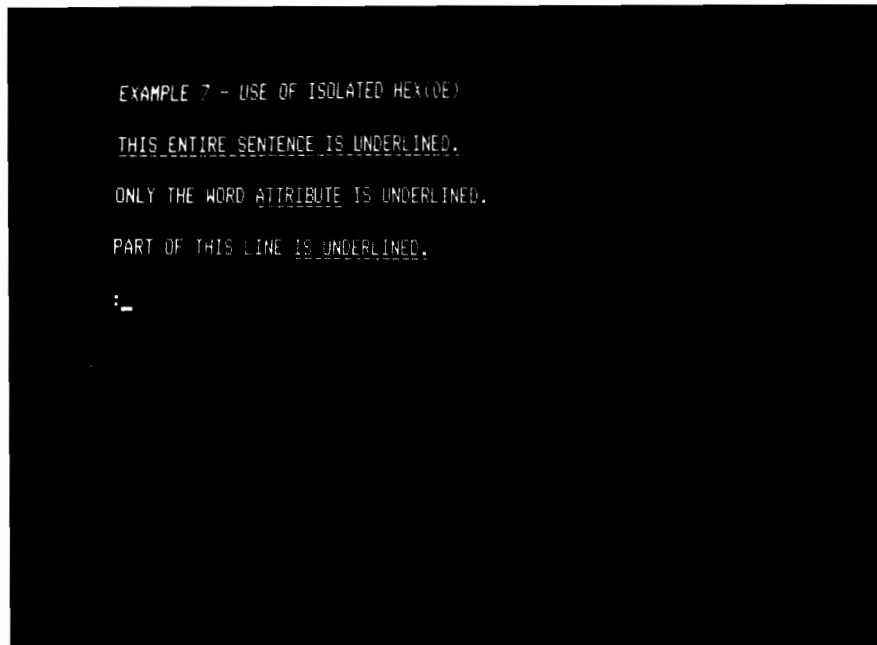 EXAMPLE 7 - USE OF ISOLATED HEX(0E)
THIS ENTIRE SENTENCE IS UNDERLINED.
ONLY THE WORD ATTRIBUTE IS UNDERLINED.
PART OF THIS LINE IS UNDERLINED.
:_